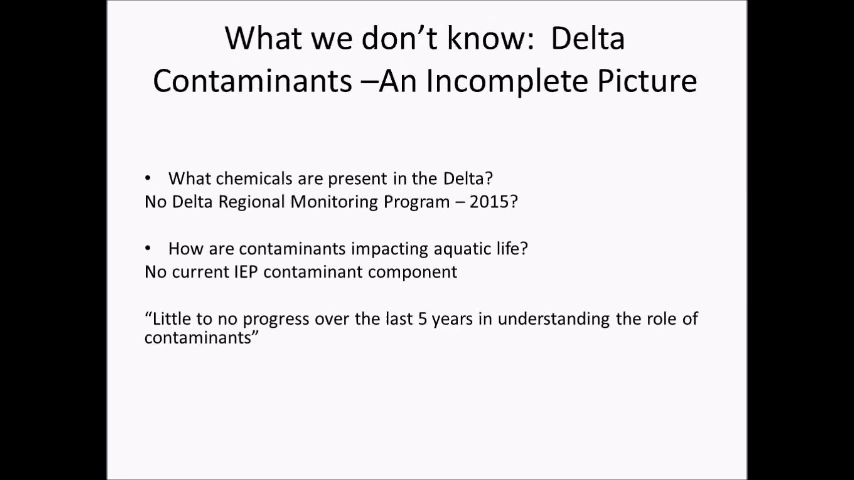 What we don’t know:  Delta
Contaminants –An Incomplete Picture
• What chemicals are present in the Delta?
No Delta Regional Monitoring Program – 2015?
• How are contaminants impacting aquatic life?
No current IEP contaminant component
“Little to no progress over the last 5 years in understanding the role of
contaminants”